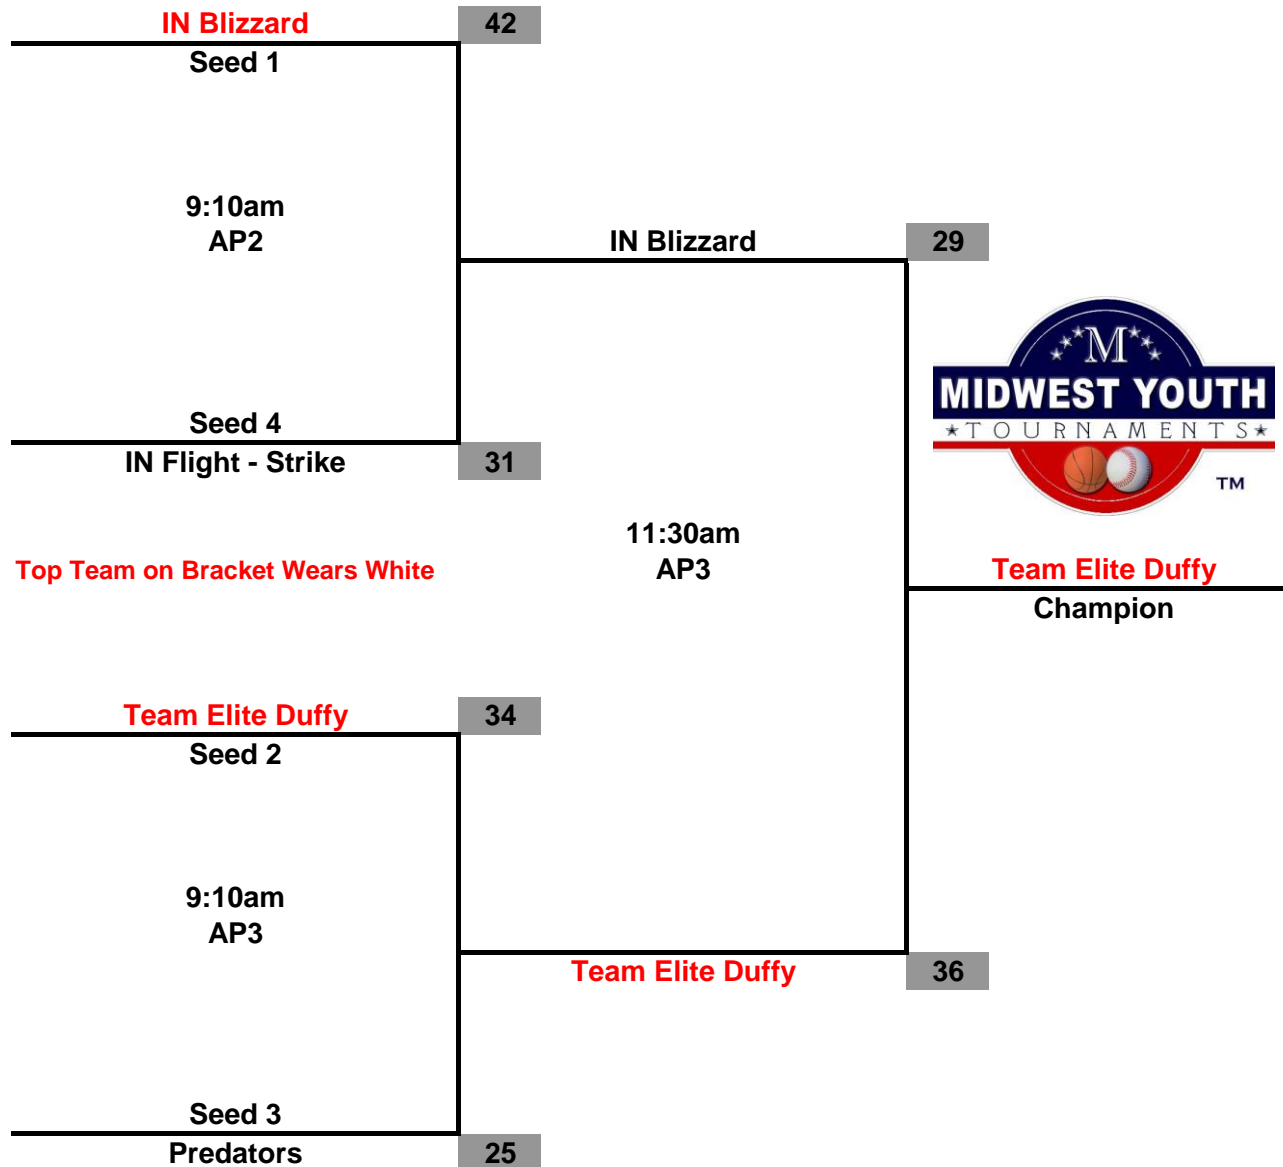 IN Blizzard 42
Seed 1
9:10am
AP2
IN Blizzard 29
M
MIDWEST YOUTH
TOURNAMENTS
TM
Seed 4
IN Flight - Strike 31
11:30am
Top Team on Bracket Wears White
AP3
Team Elite Duffy
Champion
Team Elite Duffy 34
Seed 2
9:10am
AP3
Team Elite Duffy 36
Seed 3
Predators 25